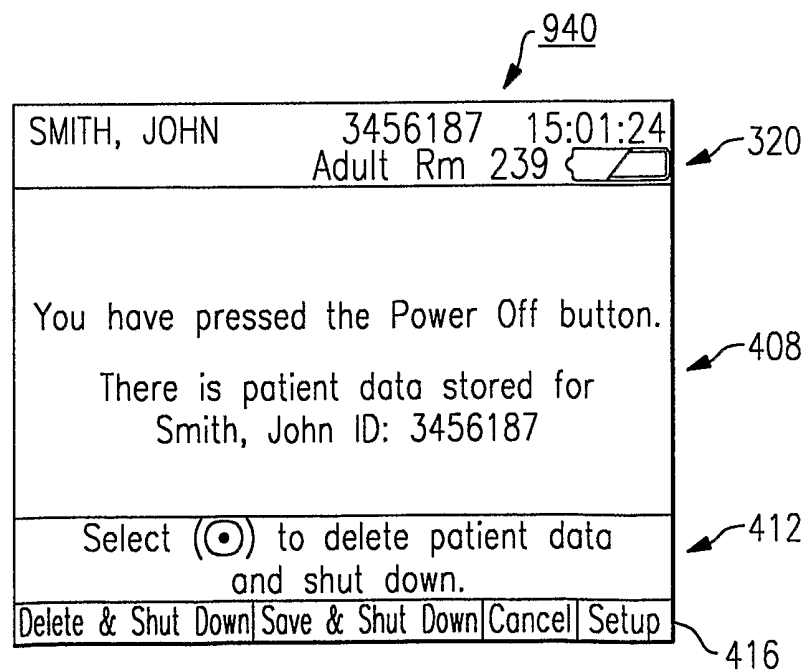 940
SMITH, JOHN 3456187 15:01:24
Adult Rm 239
320
You have pressed the Power Off button.
408
There is patient data stored for
Smith, John ID: 3456187
Select (⊙) to delete patient data
and shut down.
412
Delete & Shut Down Save & Shut Down Cancel Setup
416